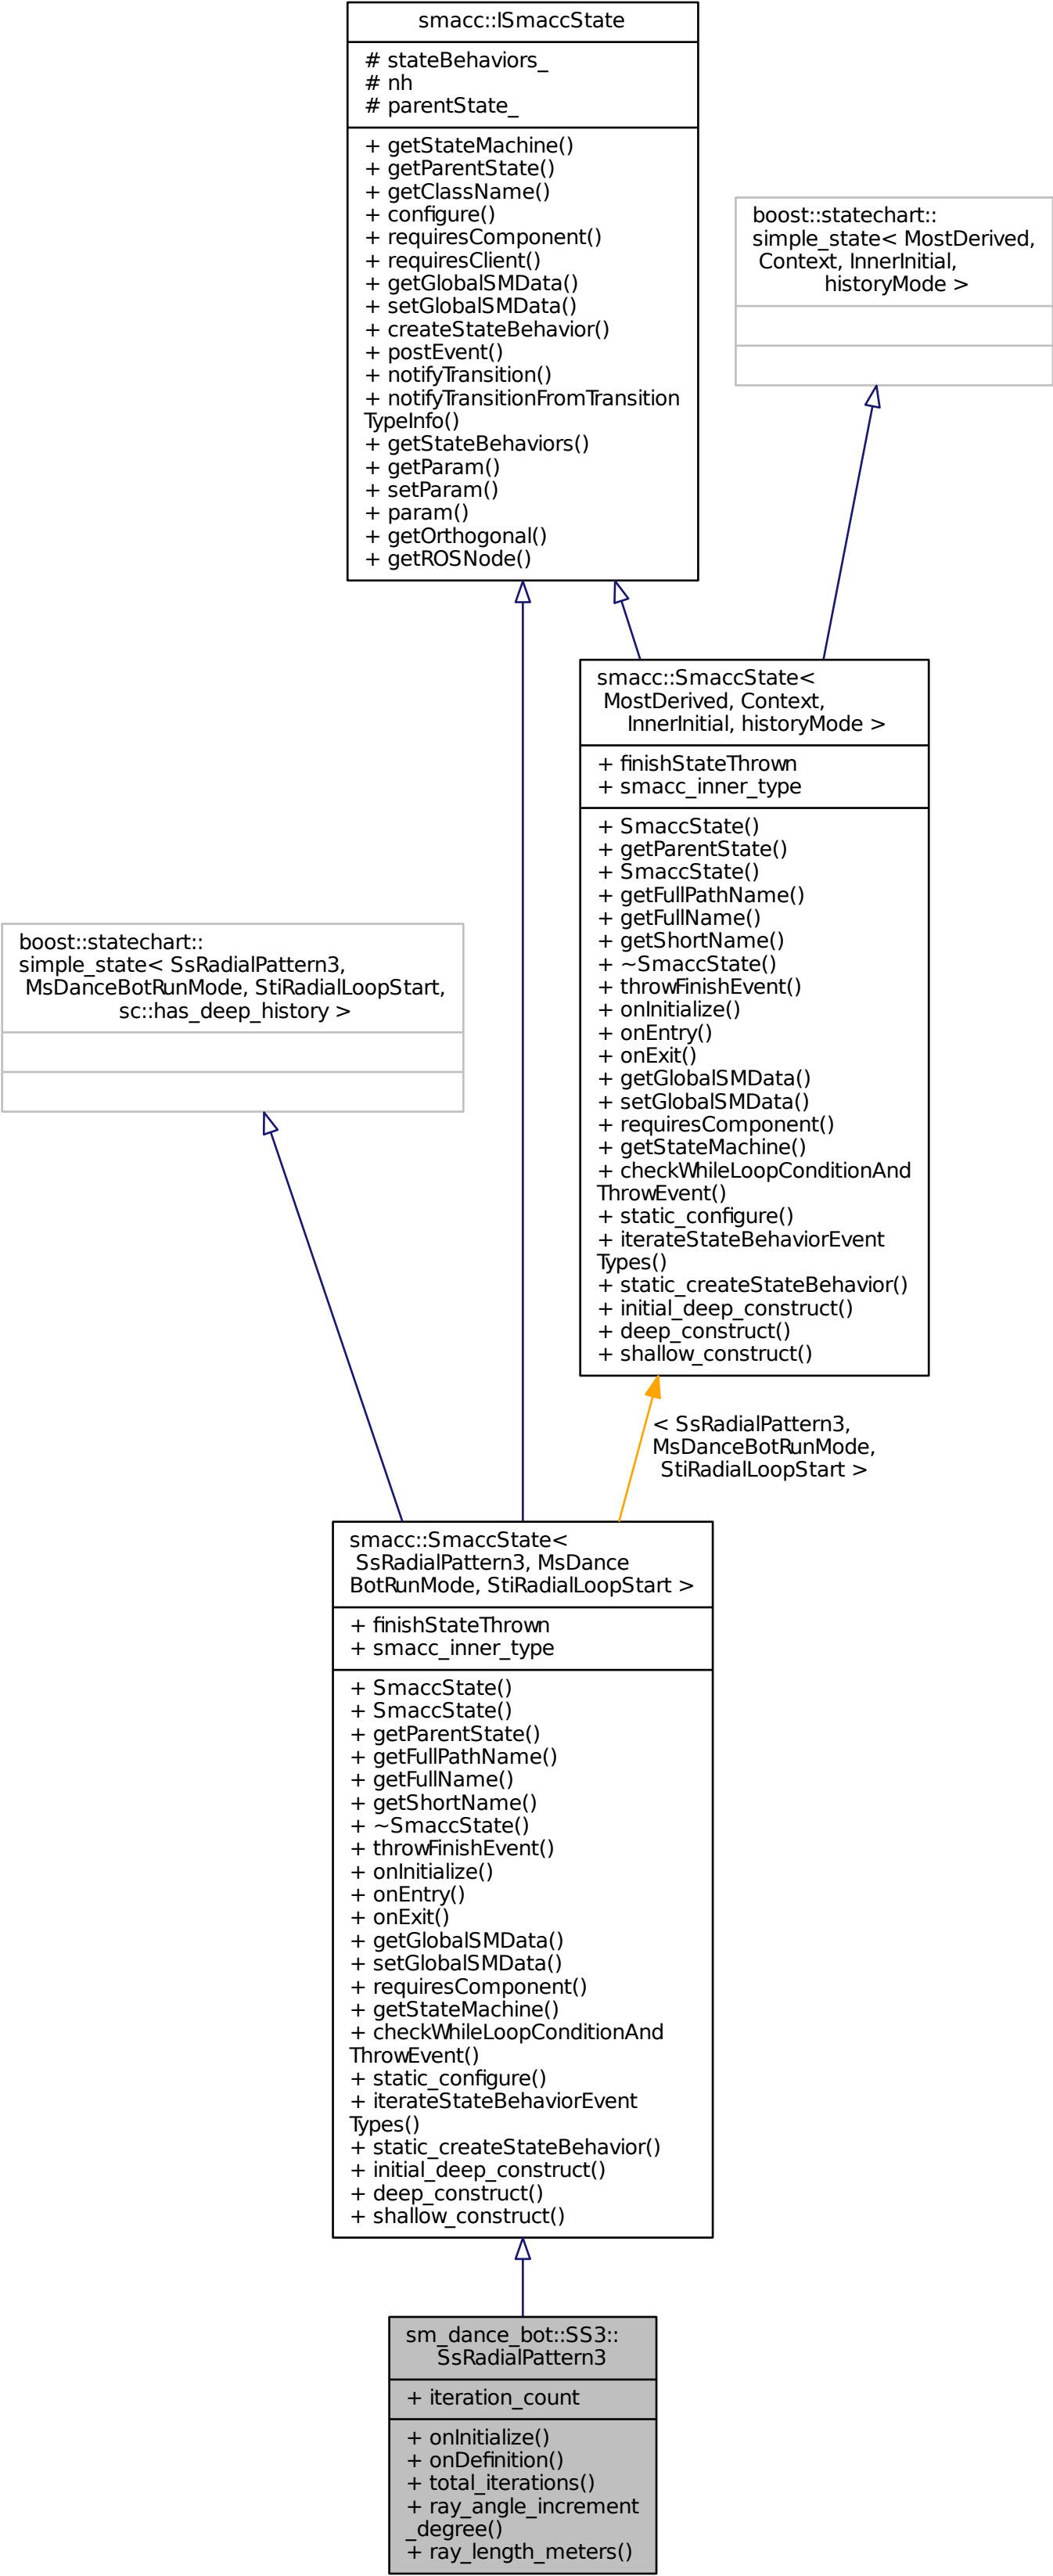 smacc::ISmaccState
# stateBehaviors_
# nh
# parentState_
+ getStateMachine()
+ getParentState()
+ getClassName()
+ configure()
+ requiresComponent()
+ requiresClient()
+ getGlobalSMData()
+ setGlobalSMData()
+ createStateBehavior()
+ postEvent()
+ notifyTransition()
+ notifyTransitionFromTransition
TypeInfo()
+ getStateBehaviors()
+ getParam()
+ setParam()
+ param()
+ getOrthogonal()
+ getROSNode()
boost::statechart::
simple_state< MostDerived,
Context, InnerInitial,
historyMode >
smacc::SmaccState<
MostDerived, Context,
InnerInitial, historyMode >
+ finishStateThrown
+ smacc_inner_type
+ SmaccState()
+ getParentState()
+ SmaccState()
+ getFullPathName()
+ getFullName()
+ getShortName()
+ ~SmaccState()
+ throwFinishEvent()
+ onInitialize()
+ onEntry()
+ onExit()
+ getGlobalSMData()
+ setGlobalSMData()
+ requiresComponent()
+ getStateMachine()
+ checkWhileLoopConditionAnd
ThrowEvent()
+ static_configure()
+ iterateStateBehaviorEvent
Types()
+ static_createStateBehavior()
+ initial_deep_construct()
+ deep_construct()
+ shallow_construct()
boost::statechart::
simple_state< SsRadialPattern3,
MsDanceBotRunMode, StiRadialLoopStart,
sc::has_deep_history >
< SsRadialPattern3,
MsDanceBotRunMode,
StiRadialLoopStart >
smacc::SmaccState<
SsRadialPattern3, MsDance
BotRunMode, StiRadialLoopStart >
+ finishStateThrown
+ smacc_inner_type
+ SmaccState()
+ SmaccState()
+ getParentState()
+ getFullPathName()
+ getFullName()
+ getShortName()
+ ~SmaccState()
+ throwFinishEvent()
+ onInitialize()
+ onEntry()
+ onExit()
+ getGlobalSMData()
+ setGlobalSMData()
+ requiresComponent()
+ getStateMachine()
+ checkWhileLoopConditionAnd
ThrowEvent()
+ static_configure()
+ iterateStateBehaviorEvent
Types()
+ static_createStateBehavior()
+ initial_deep_construct()
+ deep_construct()
+ shallow_construct()
sm_dance_bot::SS3::
SsRadialPattern3
+ iteration_count
+ onInitialize()
+ onDefinition()
+ total_iterations()
+ ray_angle_increment
_degree()
+ ray_length_meters()